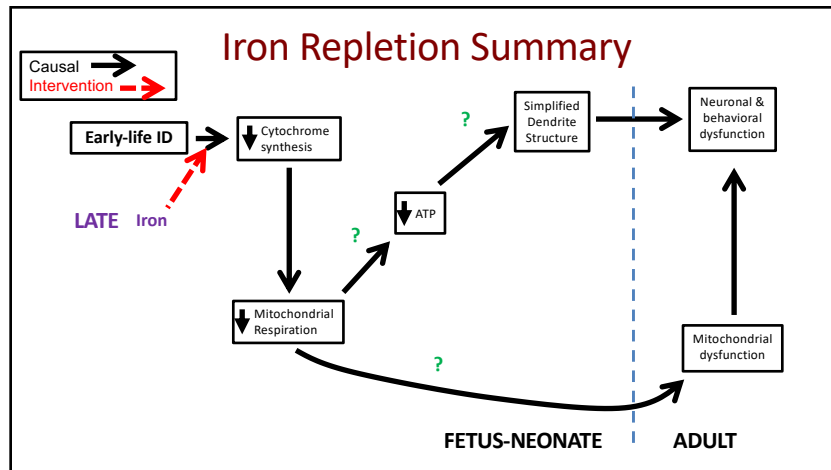 Iron Repletion Summary
Causal
Intervention
Early-life ID
Cytochrome
synthesis
Simplified
Dendrite
Structure
Neuronal &
behavioral
dysfunction
?
LATE Iron
ATP
?
Mitochondrial
Respiration
Mitochondrial
dysfunction
?
FETUS-NEONATE
ADULT